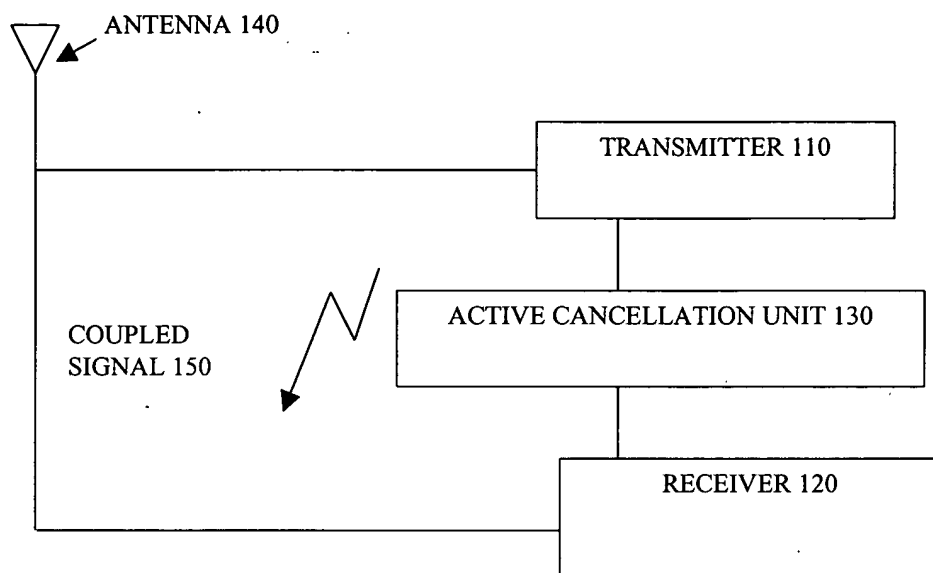 ANTENNA 140
TRANSMITTER 110
ACTIVE CANCELLATION UNIT 130
COUPLED
SIGNAL 150
RECEIVER 120